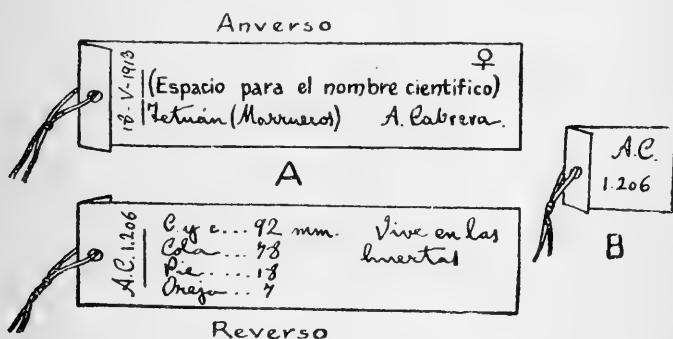 Anverso
♀
18-V-1913
(Espacio para el nombre científico)
Tetuán (Marruecos) A. Cabrera.
A
A.C. 1.206
C. y c... 92 mm. Vive en las
Cola ... 78 huertas
Pie ... 18
Oreja .. 7
Reverso
A.C.
1.206
B